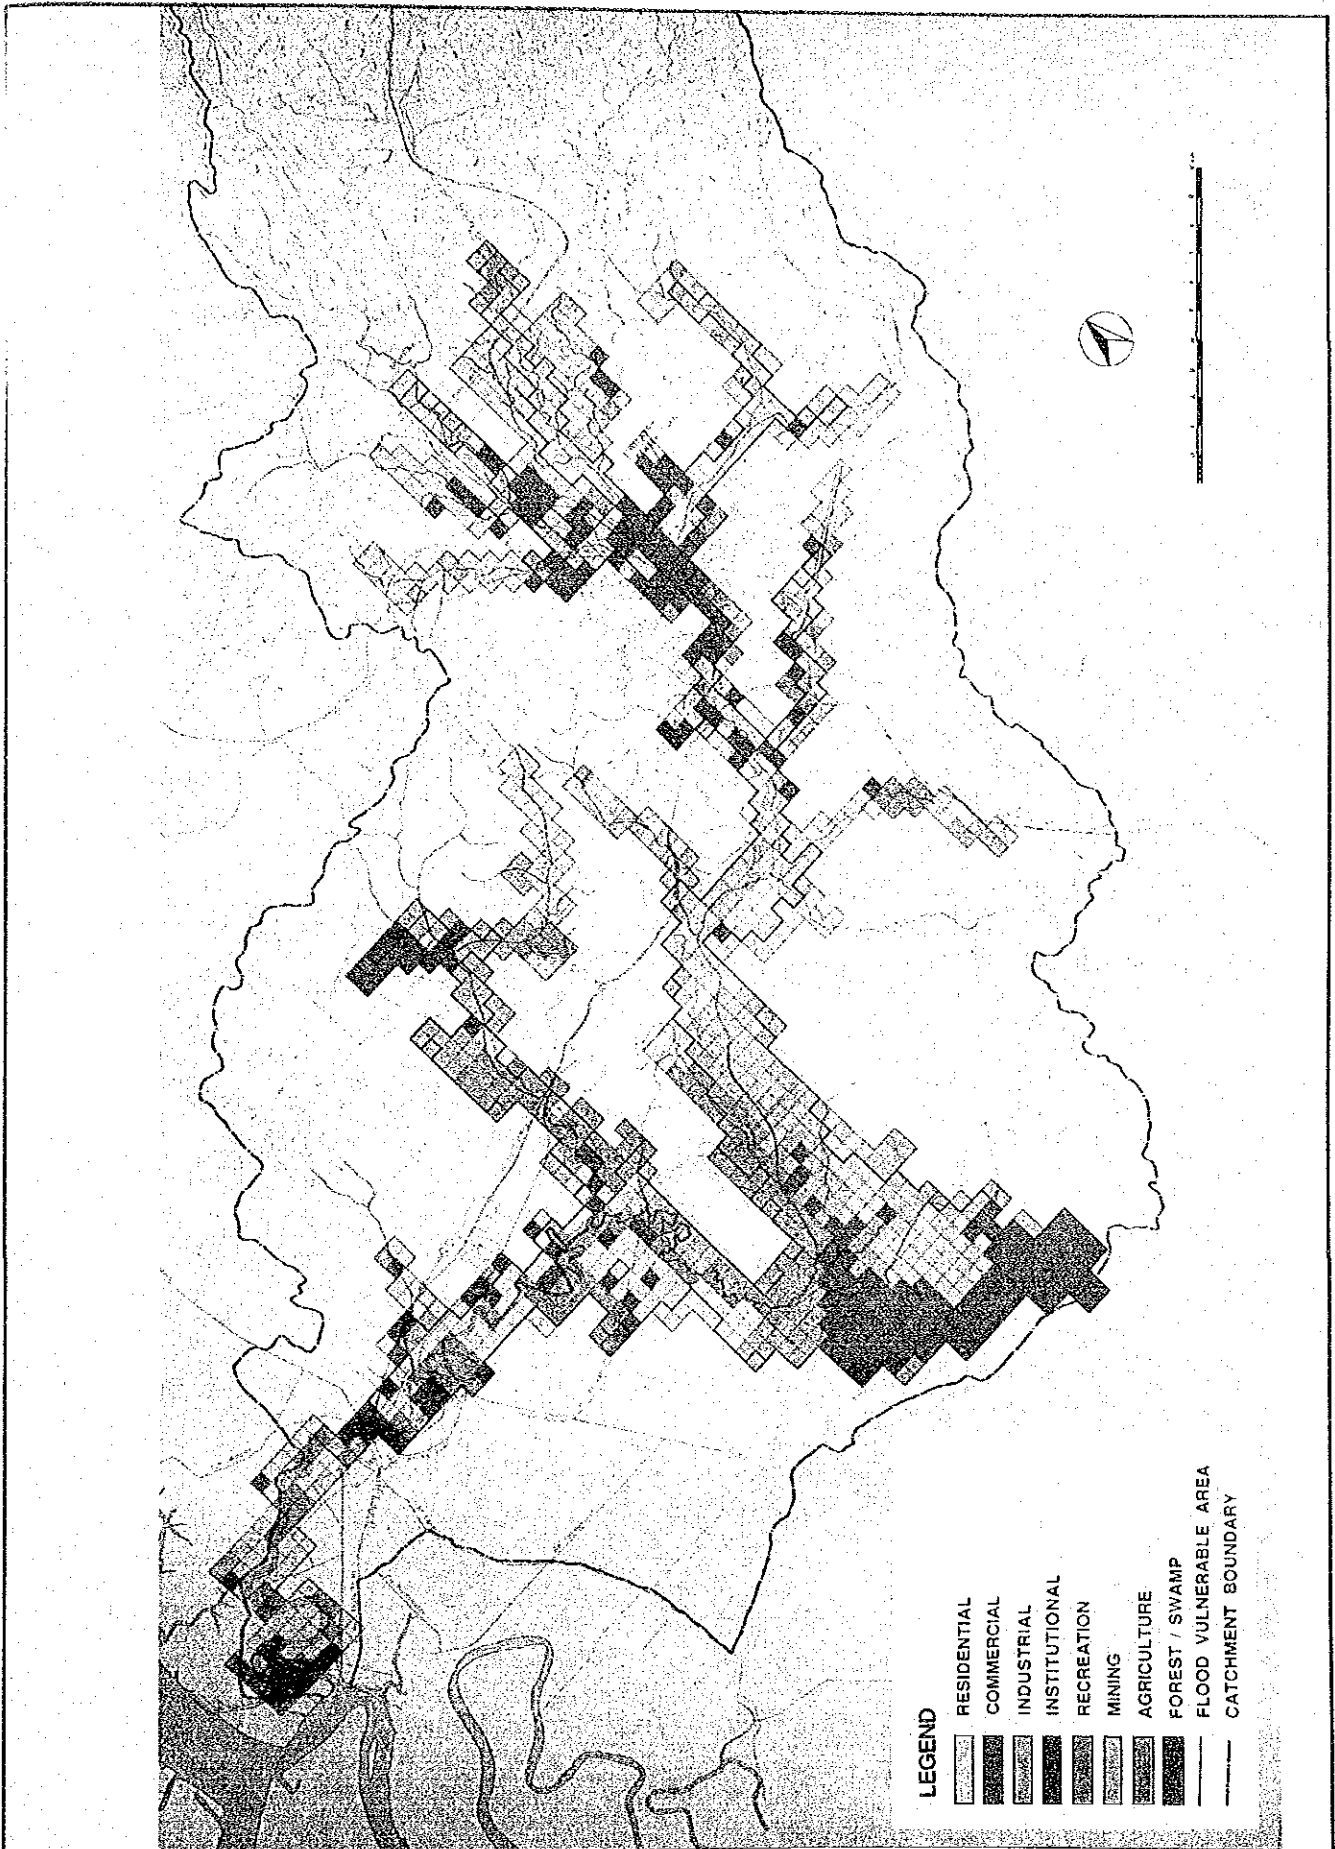 LEGEND
RESIDENTIAL
COMMERCIAL
INDUSTRIAL
INSTITUTIONAL
RECREATION
MINING
AGRICULTURE
FOREST / SWAMP
FLOOD VULNERABLE AREA
CATCHMENT BOUNDARY